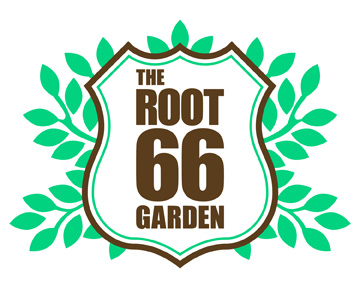 THE
ROOT
66
GARDEN